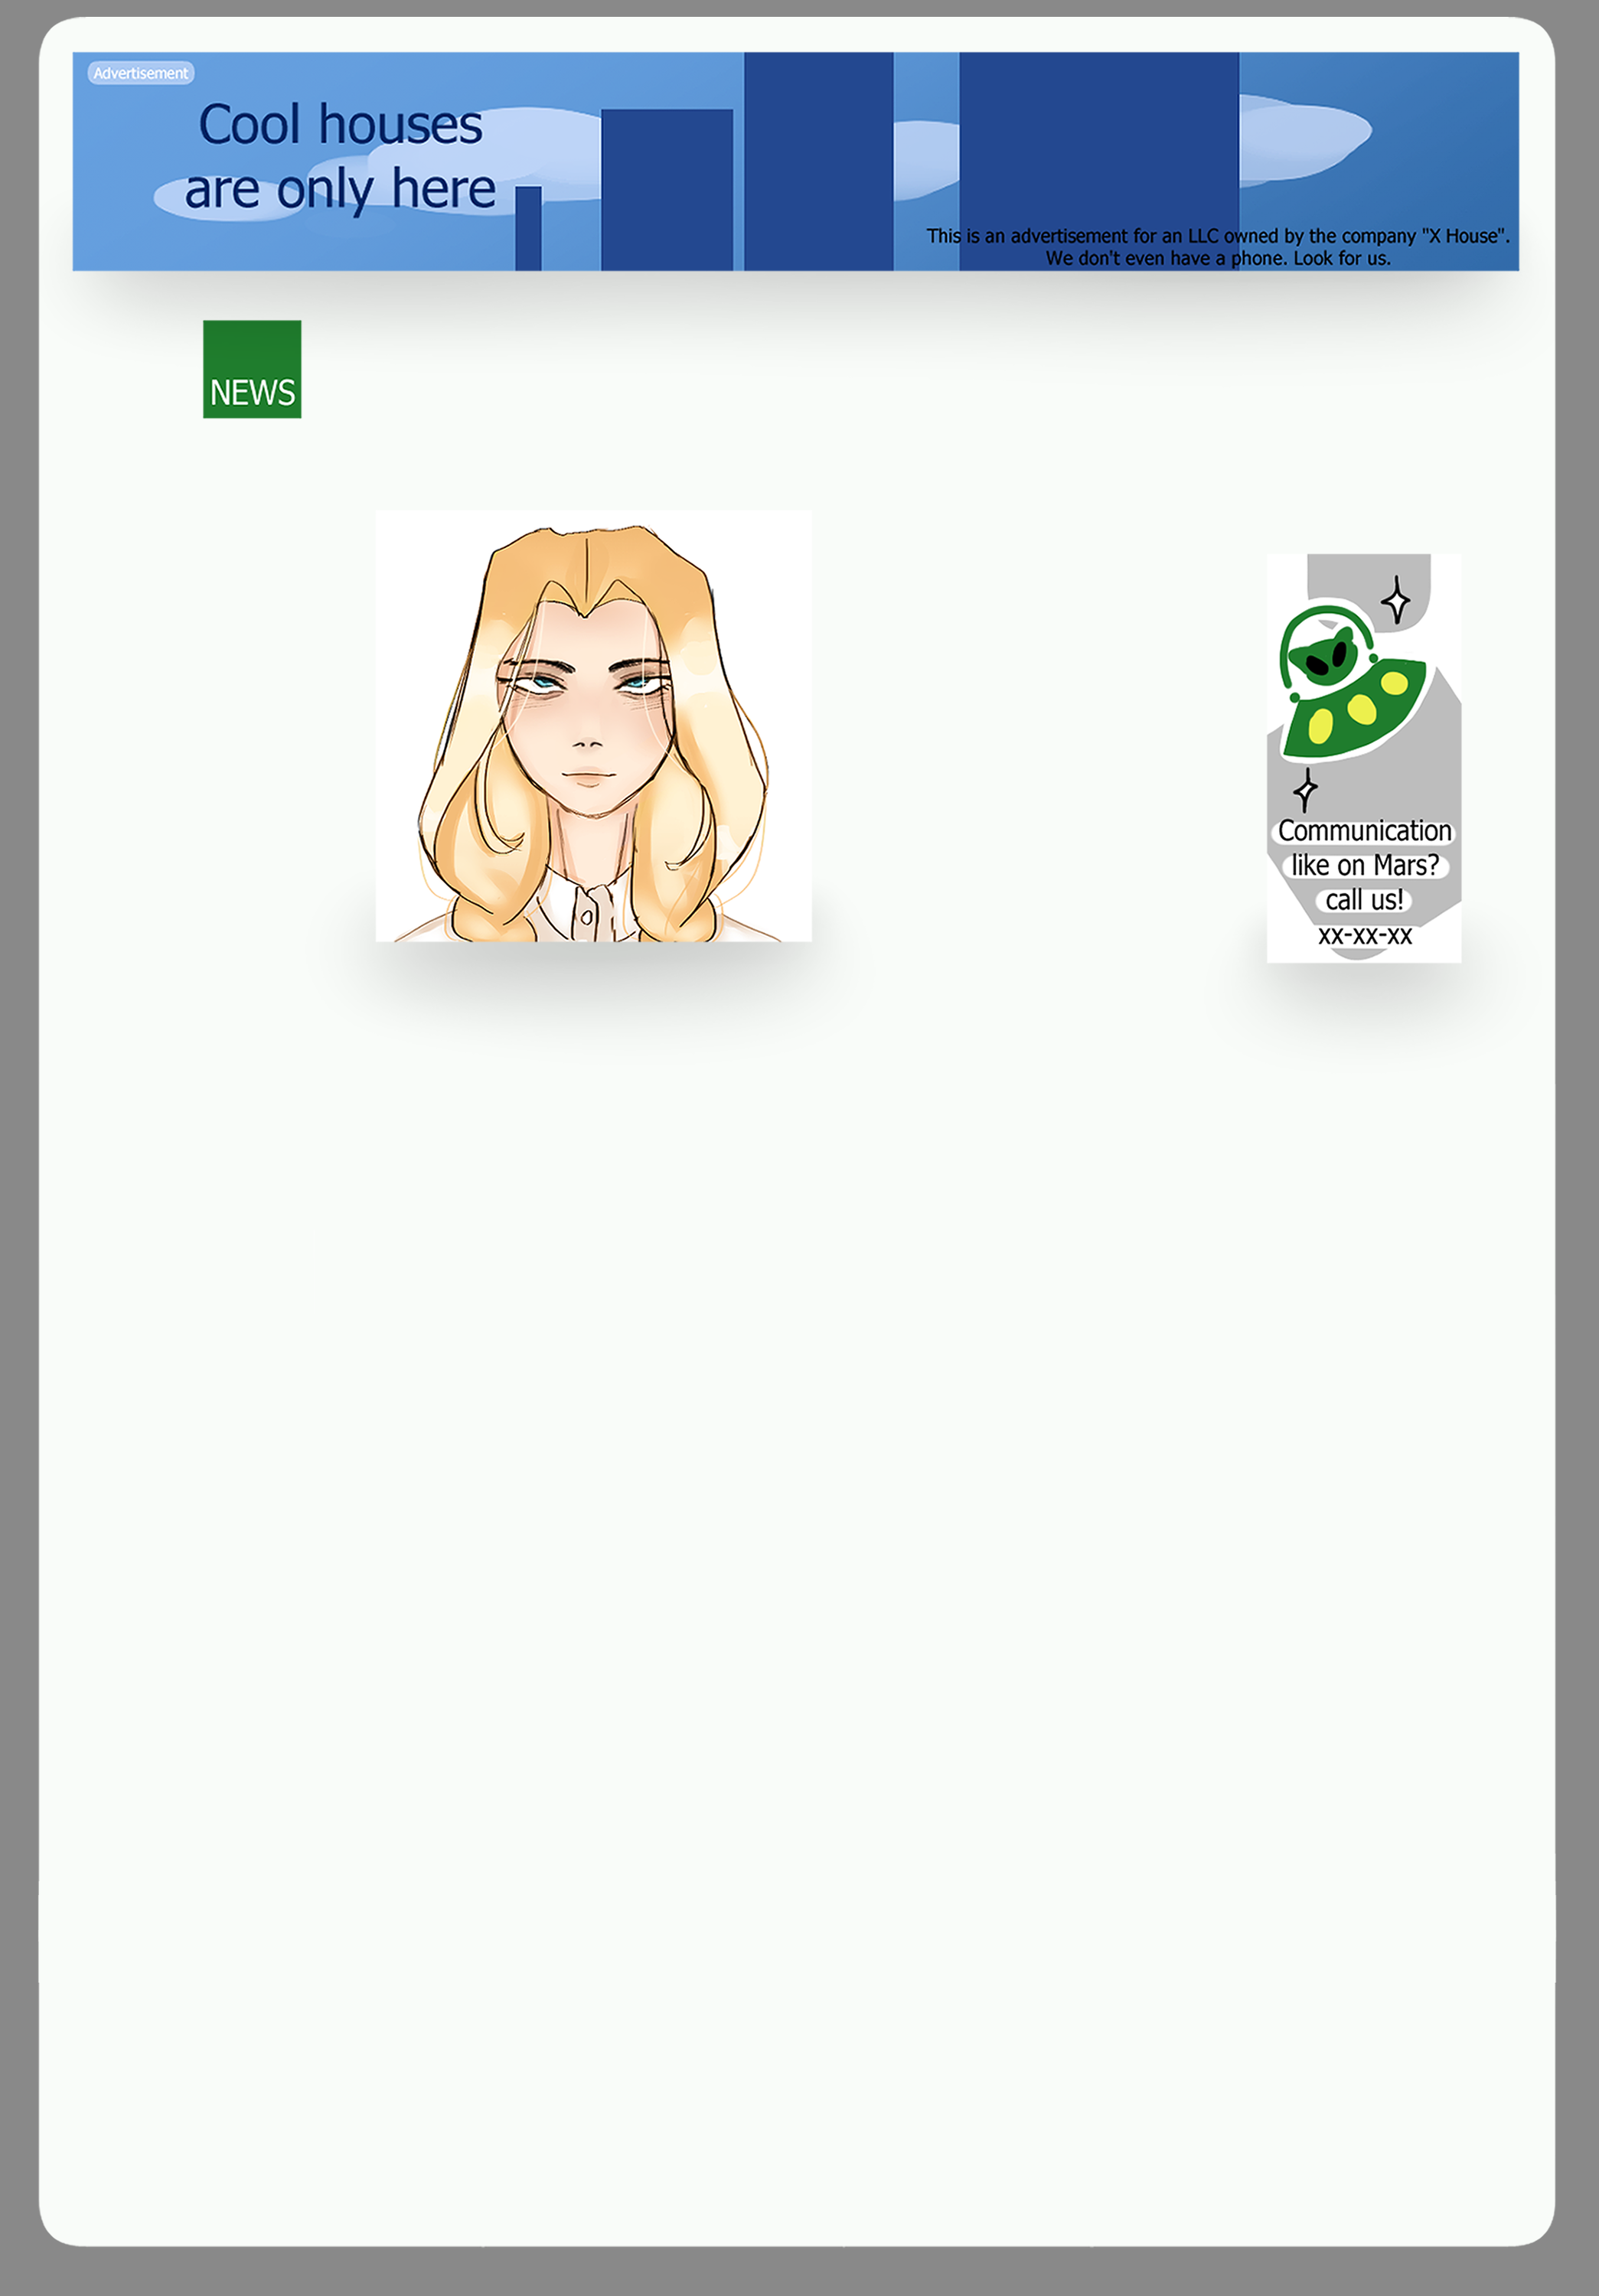 Advertisement
Cool houses
are only here
This is an advertisement for an LLC owned by the company "X House".
We don't even have a phone. Look for us.
NEWS
Communication
like on Mars?
call us!
xx-xx-xx